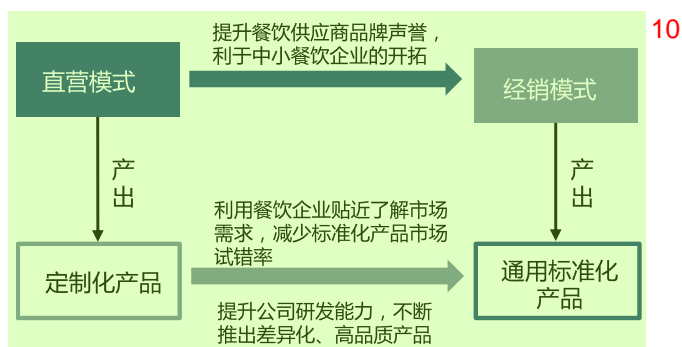 提升餐饮供应商品牌声誉，
利于中小餐饮企业的开拓
10
直营模式
经销模式
产
出
产
出
利用餐饮企业贴近了解市场
需求，减少标准化产品市场
试错率
定制化产品
通用标准化
产品
提升公司研发能力，不断
推出差异化、高品质产品